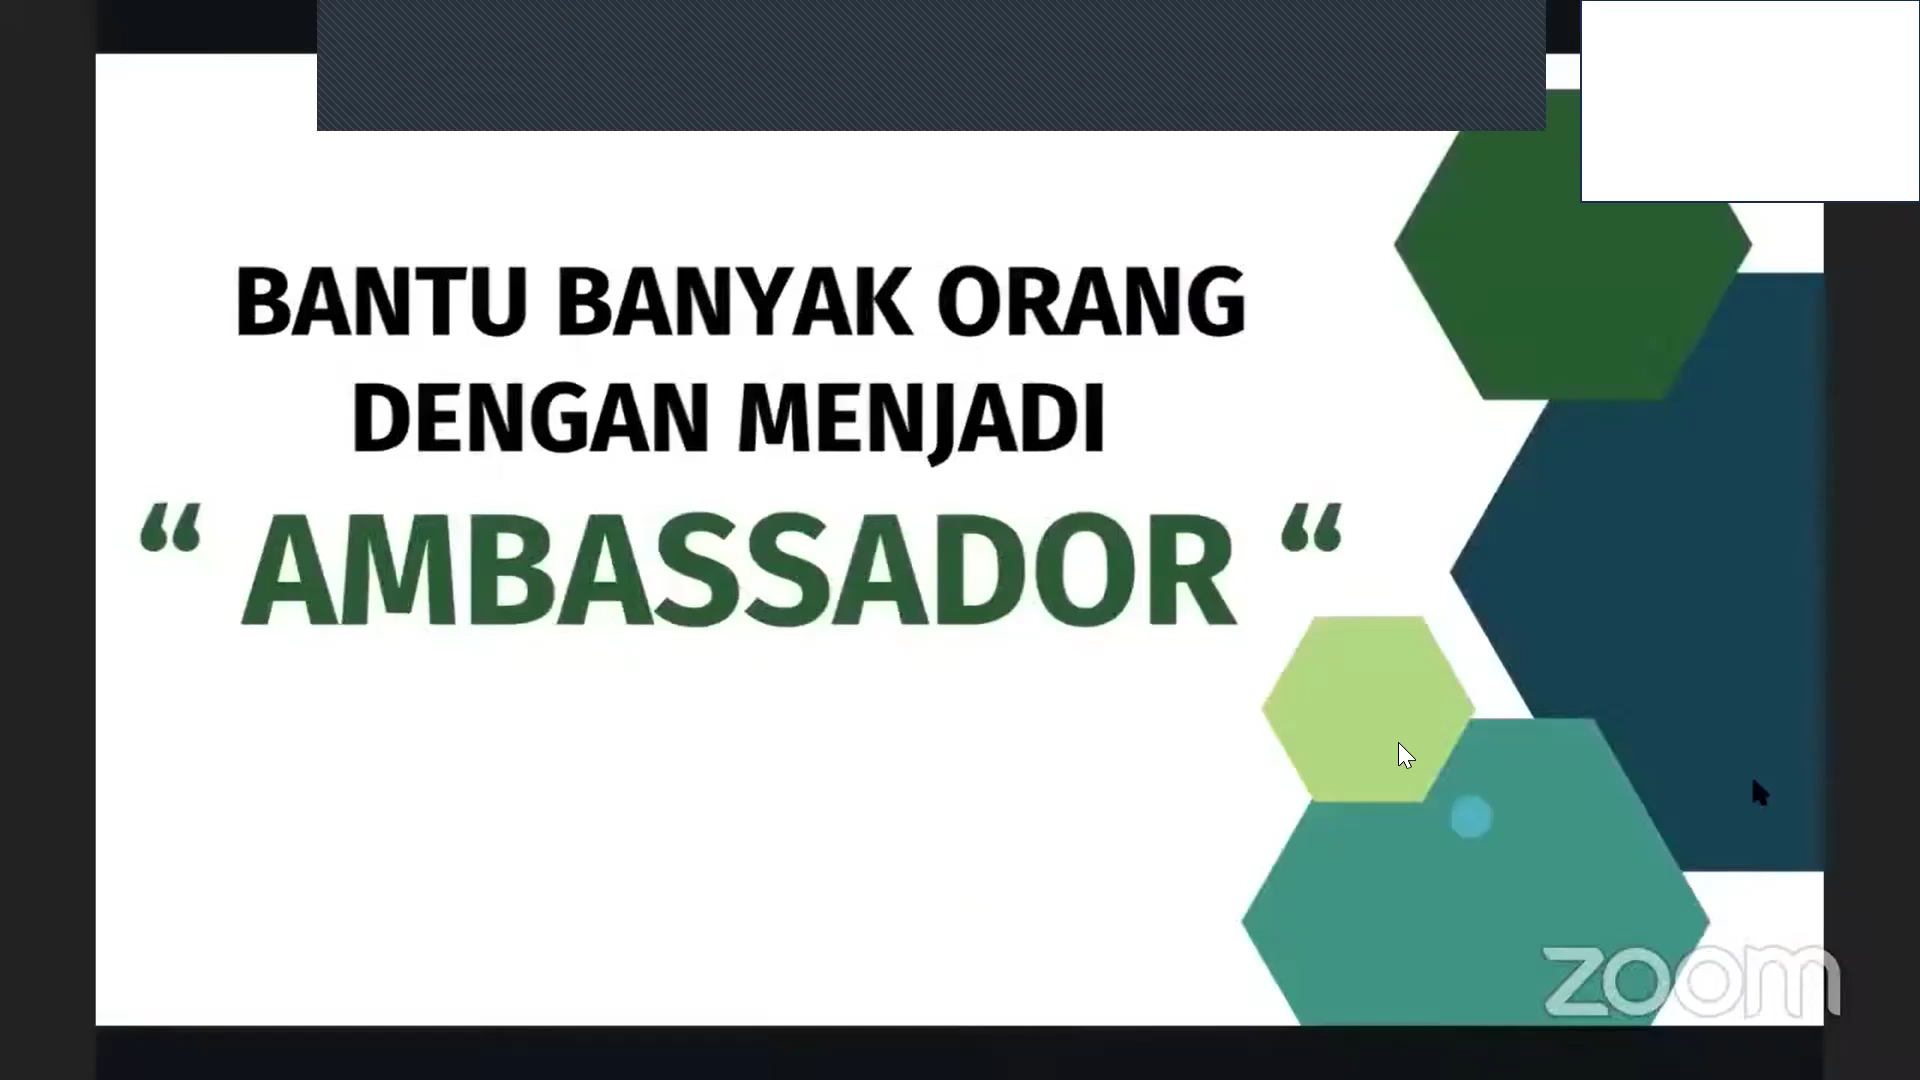 BANTU BANYAK ORANG
DENGAN MENJADI
“ AMBASSADOR “
zoom